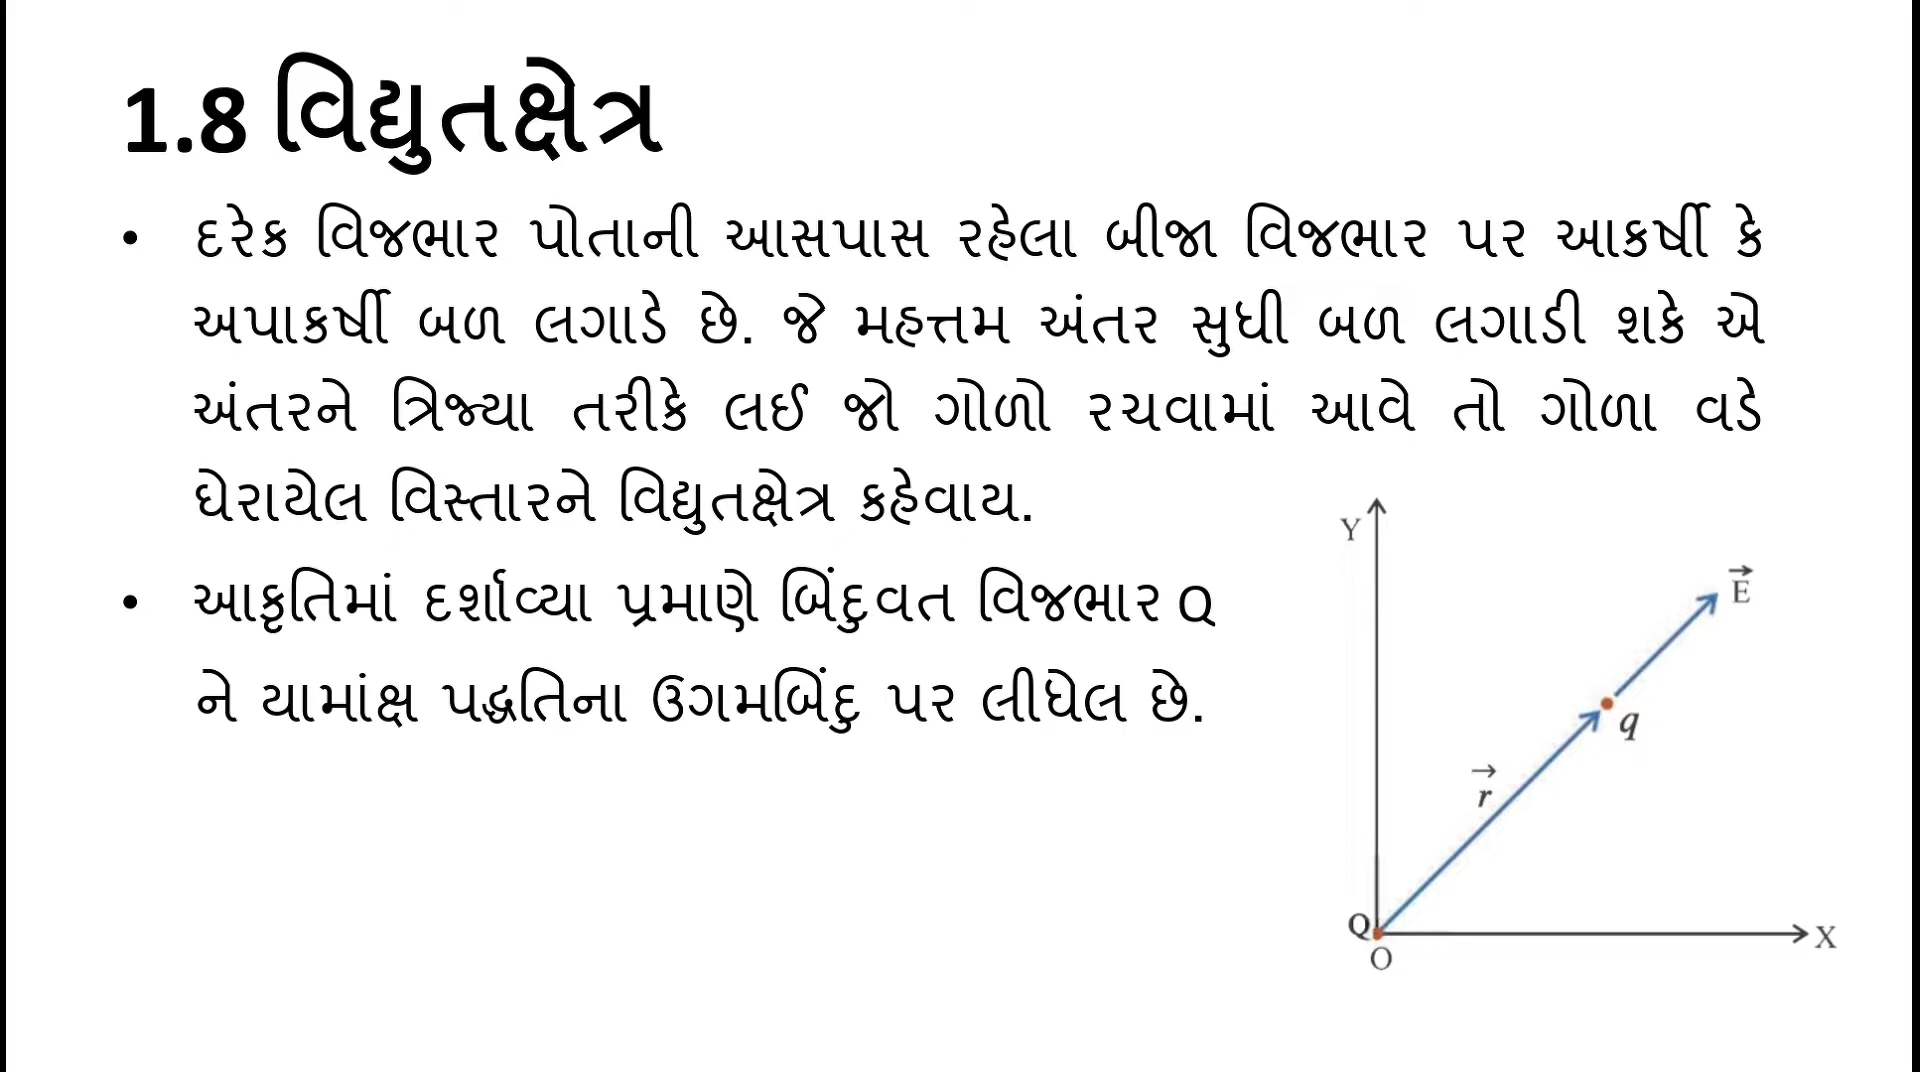 1.8 વિદ્યુતક્ષેત્ર
• દરેક વિજભાર પોતાની આસપાસ રહેલા બીજા વિજભાર પર આકર્ષી કે
અપાકર્ષી બળ લગાડે છે. જે મહત્તમ અંતર સુધી બળ લગાડી શકે એ
અંતરને ત્રિજ્યા તરીકે લઈ જો ગોળો રચવામાં આવે તો ગોળા વડે
ઘેરાયેલ વિસ્તારને વિદ્યુતક્ષેત્ર કહેવાય.
• આકૃતિમાં દર્શાવ્યા પ્રમાણે બિંદુવત વિજભાર Q
ને યામાંક્ષ પદ્ધતિના ઉગમબિંદુ પર લીધેલ છે.
Y
E⃗
q
r⃗
Q
X
O